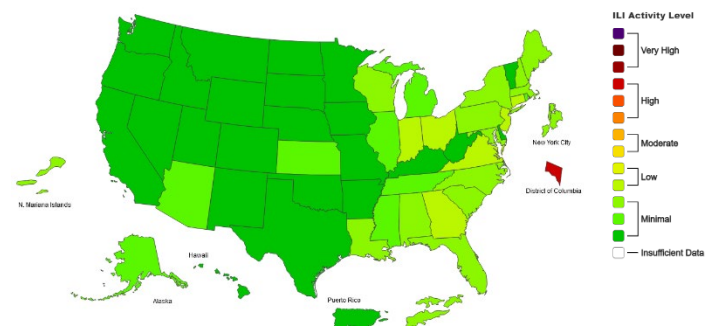 ILI Activity Level
Very High
High
Moderate
Low
Minimal
Insufficient Data
New York City
District of Columbia
N. Mariana Islands
Hawaii
Alaska
Puerto Rico